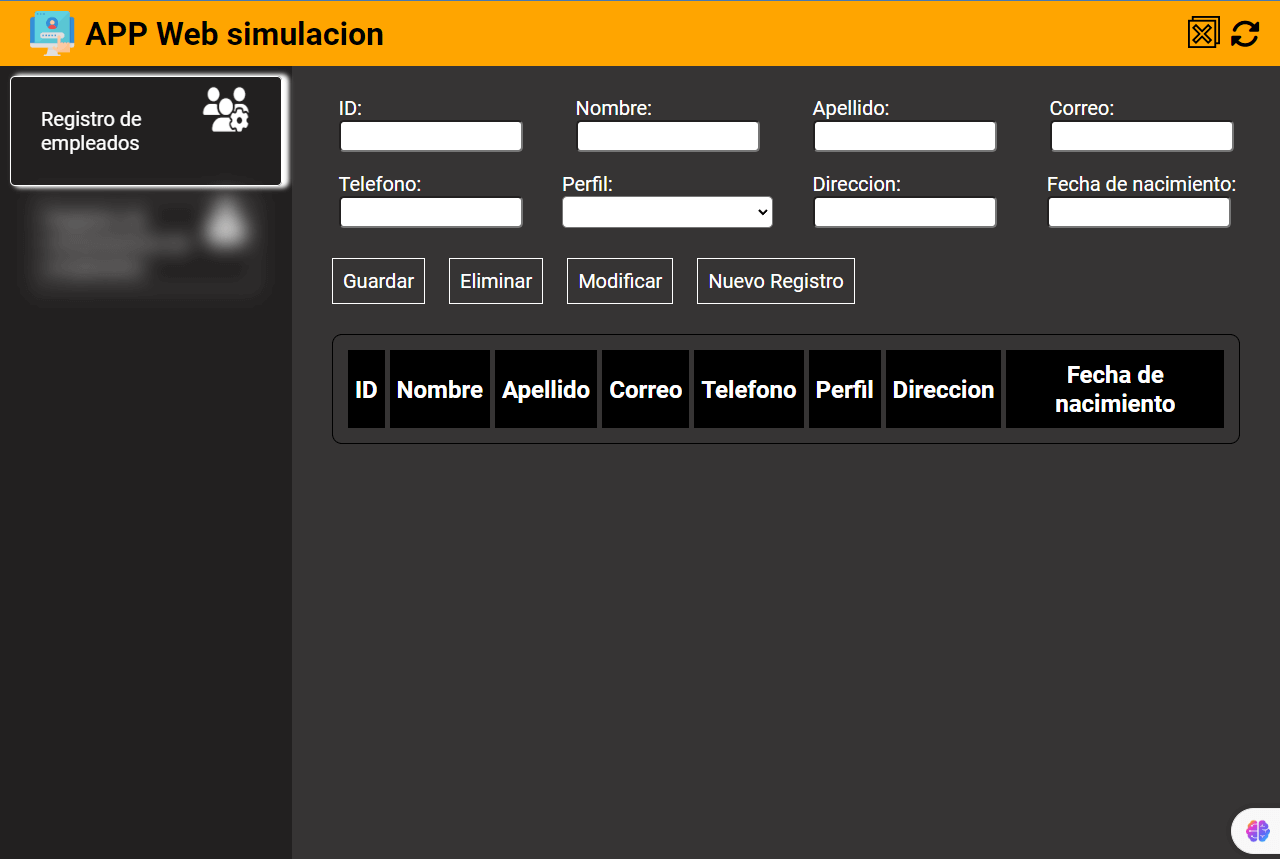 APP Web simulacion
Registro de
empleados
ID:
Nombre:
Apellido:
Correo:
Telefono:
Perfil:
Direccion:
Fecha de nacimiento:
Guardar
Eliminar
Modificar
Nuevo Registro
ID
Nombre
Apellido
Correo
Telefono
Perfil
Direccion
Fecha de
nacimiento